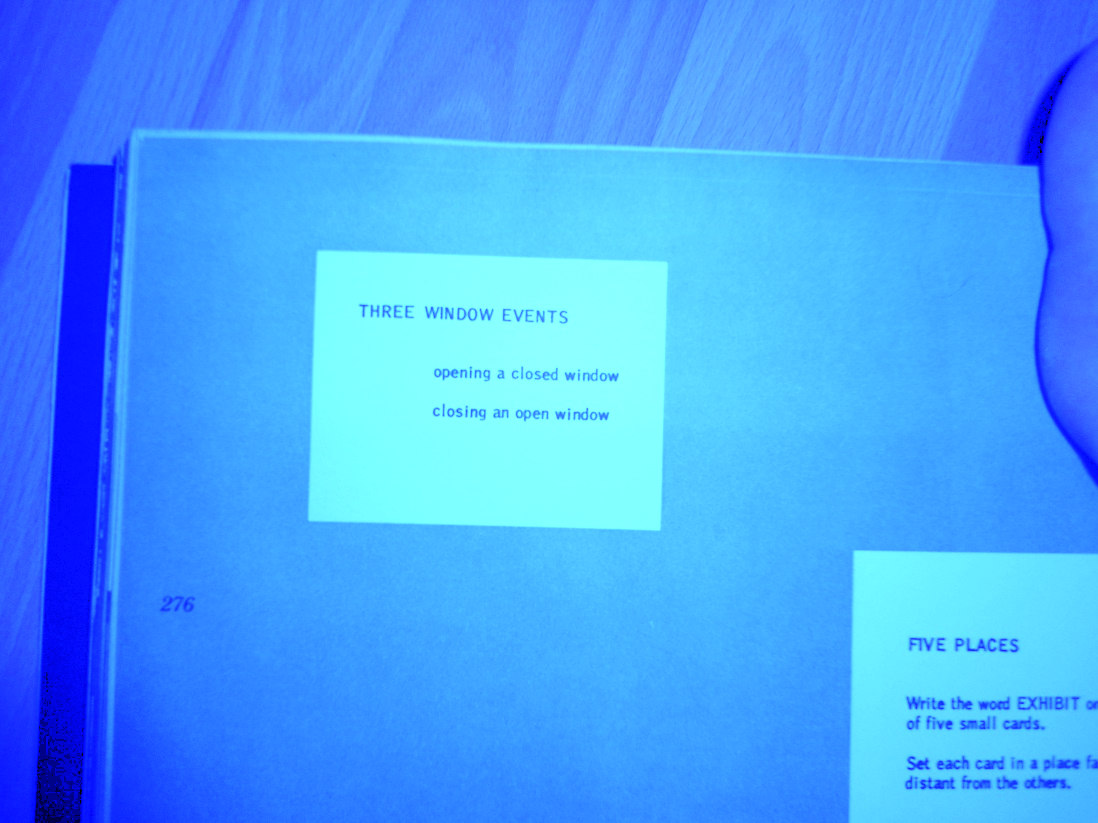 THREE WINDOW EVENTS
opening a closed window
closing an open window
276
FIVE PLACES
Write the word EXHIBIT
of five small cards.
Set each card in a place
distant from the others.